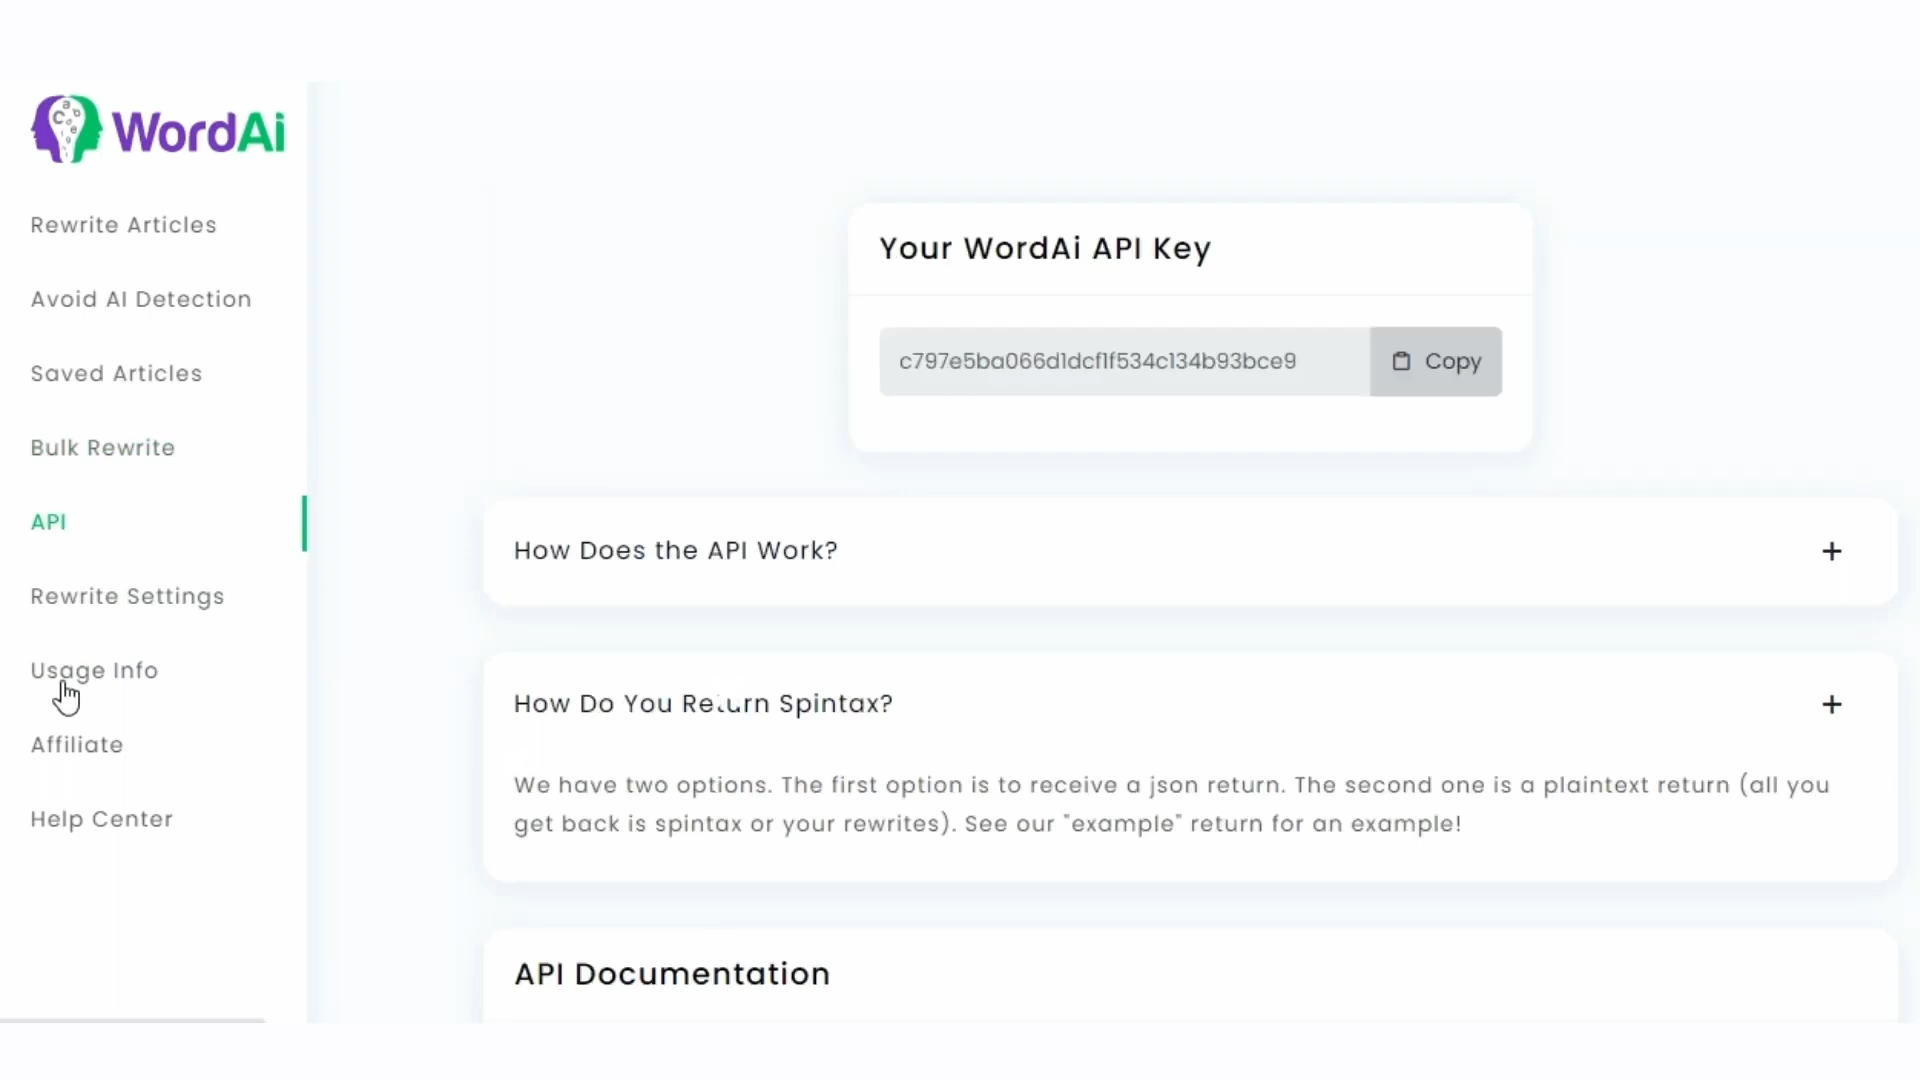 WordAi
Rewrite Articles
Avoid AI Detection
Saved Articles
Bulk Rewrite
API
Rewrite Settings
Usage Info
Affiliate
Help Center
Your WordAi API Key
c797e5ba066d1dcf1f534c134b93bce9
Copy
How Does the API Work?
How Do You Return Spintax?
We have two options. The first option is to receive a json return. The second one is a plaintext return (all you
get back is spintax or your rewrites). See our "example" return for an example!
API Documentation